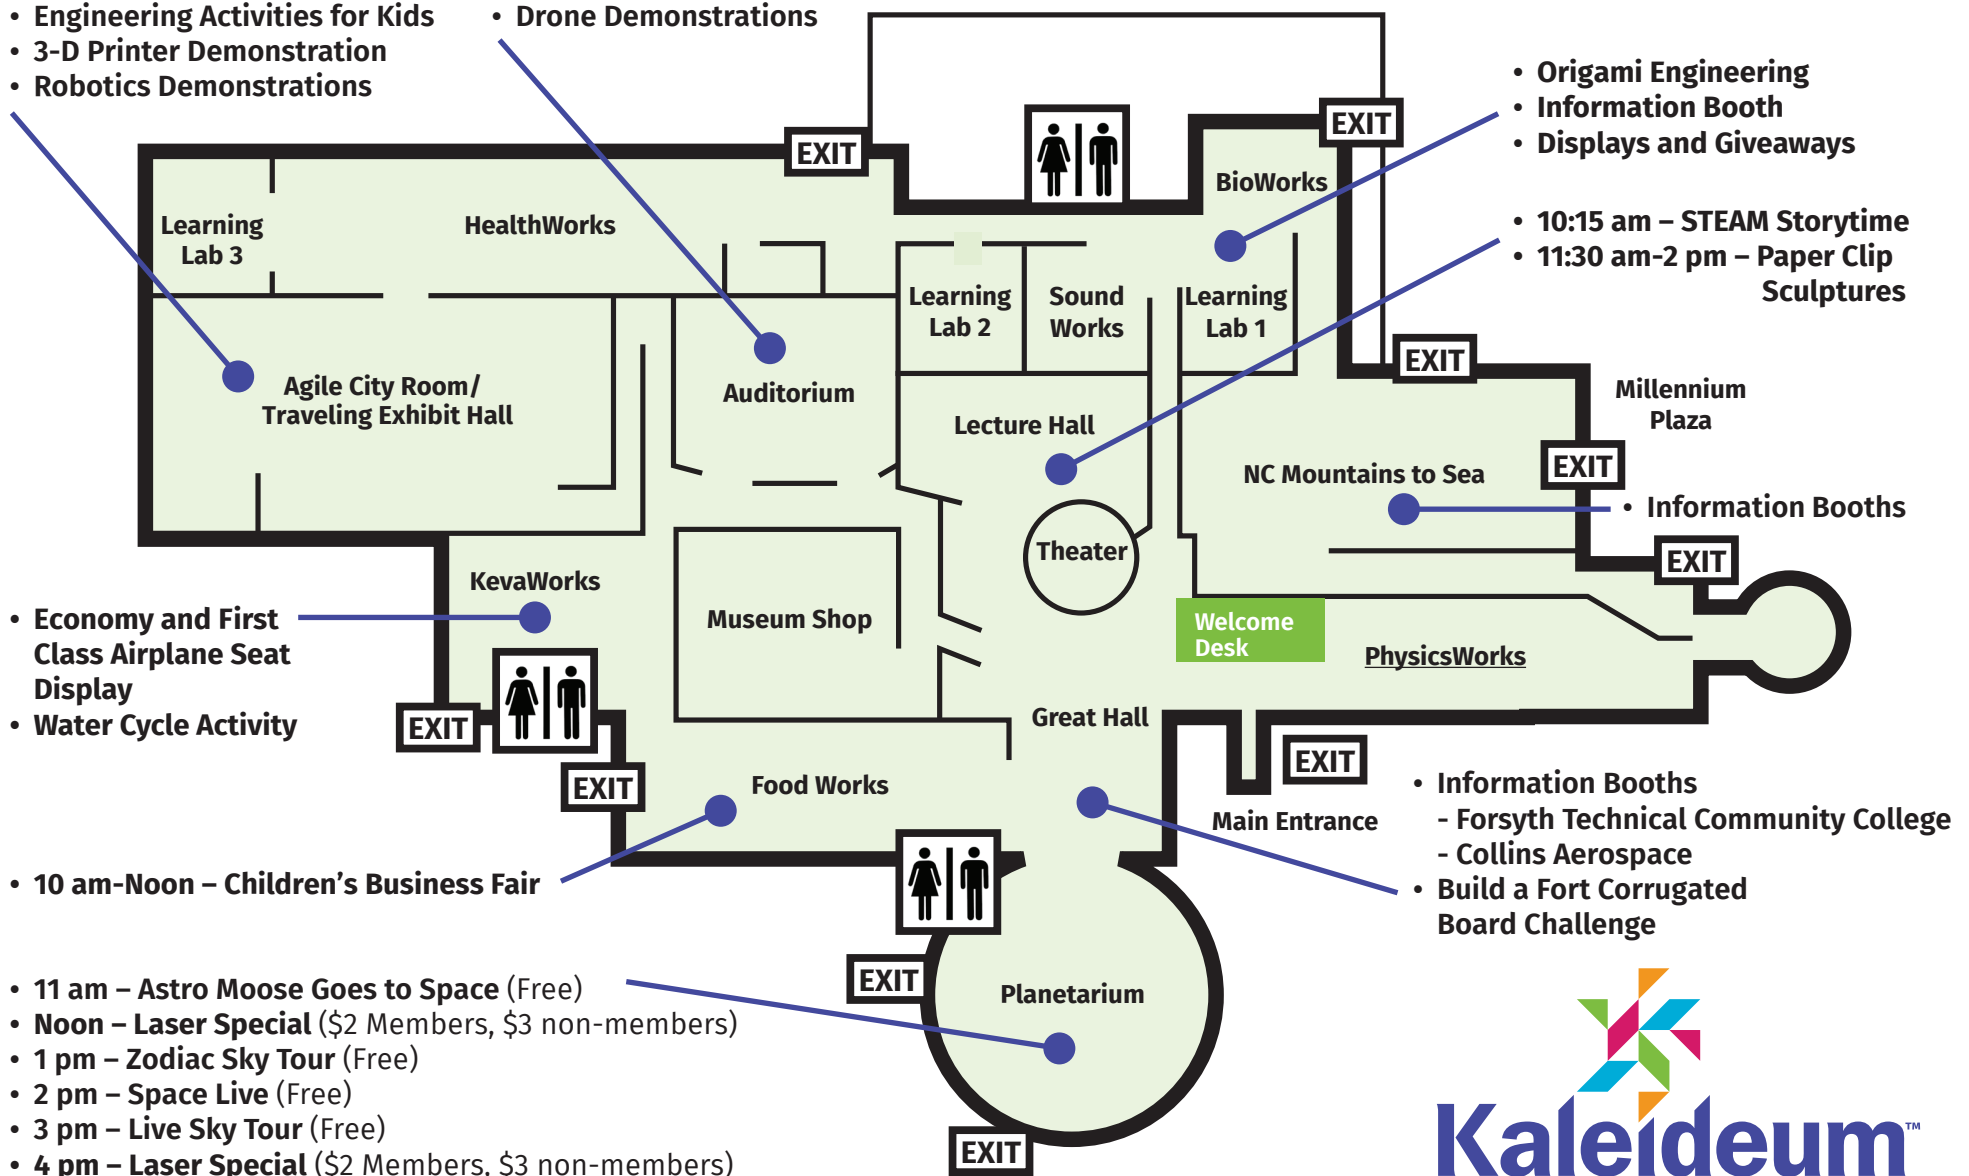 • Engineering Activities for Kids
• 3-D Printer Demonstration
• Robotics Demonstrations
• Drone Demonstrations
• Origami Engineering
• Information Booth
• Displays and Giveaways
• 10:15 am – STEAM Storytime
• 11:30 am-2 pm – Paper Clip
Sculptures
EXIT
EXIT
BioWorks
Learning
Lab 3
HealthWorks
Learning
Lab 2
Sound
Works
Learning
Lab 1
EXIT
Agile City Room/
Traveling Exhibit Hall
Auditorium
Lecture Hall
Millennium
Plaza
NC Mountains to Sea
EXIT
• Information Booths
Theater
EXIT
KevaWorks
Museum Shop
Welcome
Desk
PhysicsWorks
• Economy and First
Class Airplane Seat
Display
• Water Cycle Activity
EXIT
Great Hall
EXIT
EXIT
Food Works
Main Entrance
• Information Booths
- Forsyth Technical Community College
- Collins Aerospace
• Build a Fort Corrugated
Board Challenge
• 10 am-Noon – Children's Business Fair
EXIT
Planetarium
• 11 am – Astro Moose Goes to Space (Free)
• Noon – Laser Special ($2 Members, $3 non-members)
• 1 pm – Zodiac Sky Tour (Free)
• 2 pm – Space Live (Free)
• 3 pm – Live Sky Tour (Free)
• 4 pm – Laser Special ($2 Members, $3 non-members)
EXIT
Kaleideum™